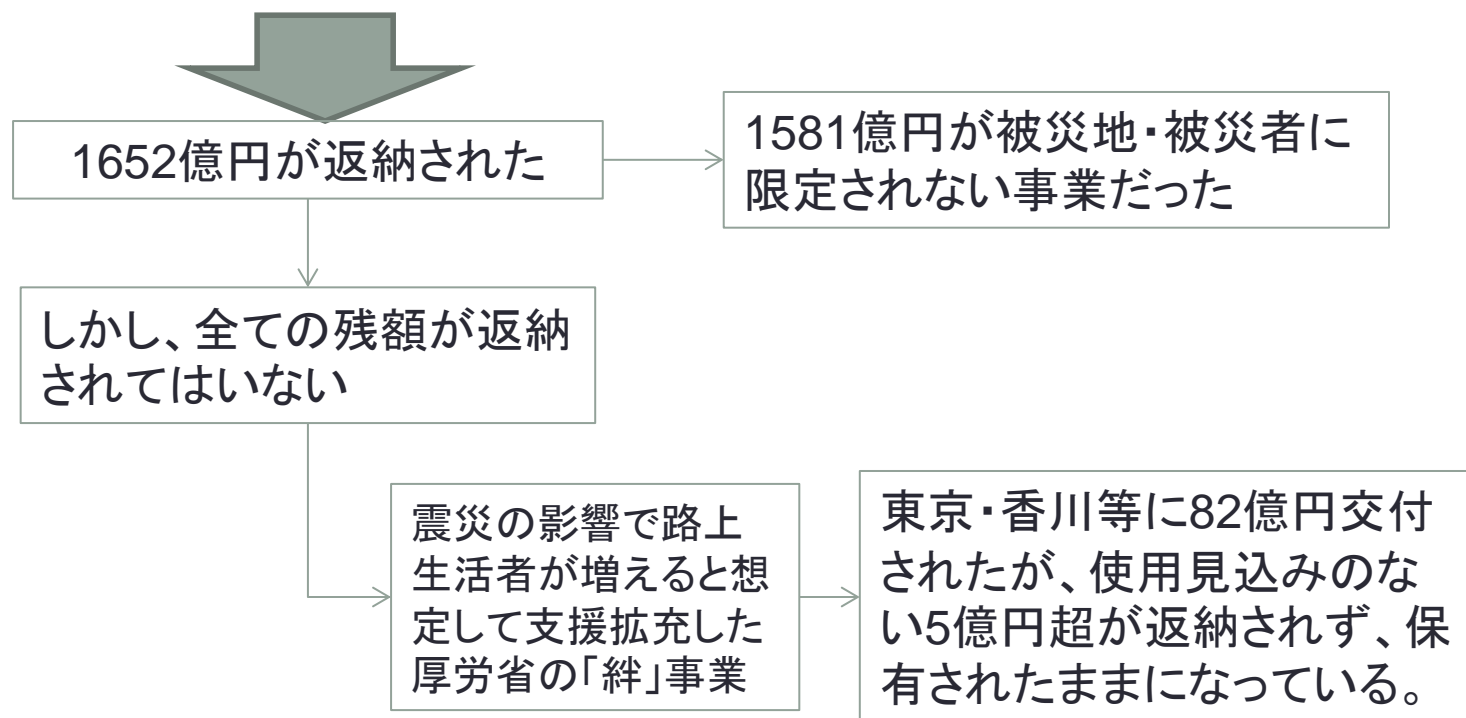 1652億円が返納された
1581億円が被災地・被災者に
限定されない事業だった
しかし、全ての残額が返納
されてはいない
震災の影響で路上
生活者が増えると想
定して支援拡充した
厚労省の「絆」事業
東京・香川等に82億円交付
されたが、使用見込みのな
い5億円超が返納されず、保
有されたままになっている。